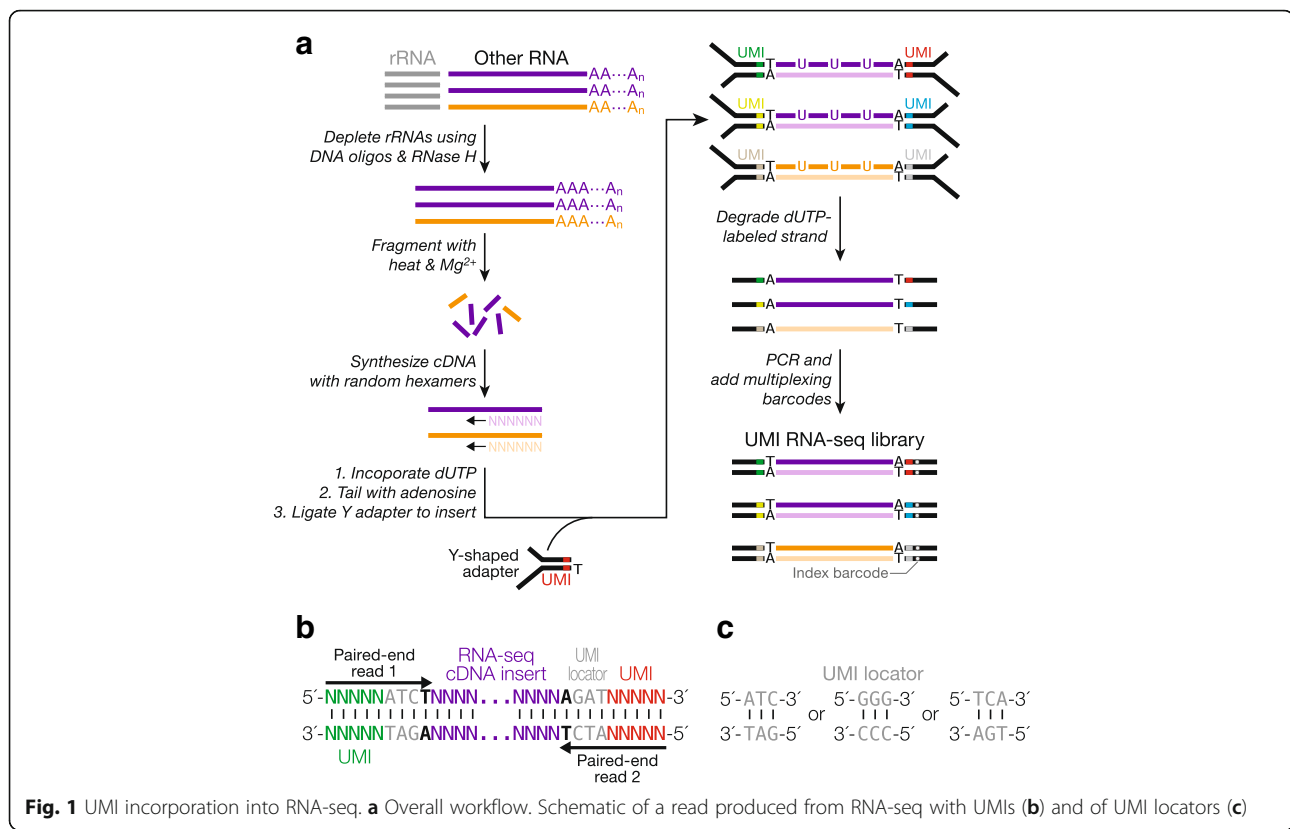 a
rRNA Other RNA
AA···An
AA···An
AA···An
Deplete rRNAs using
DNA oligos & RNase H
AAA···An
AAA···An
AAA···An
Fragment with
heat & Mg2+
Synthesize cDNA
with random hexamers
NNNNNN
NNNNNN
1. Incoporate dUTP
2. Tail with adenosine
3. Ligate Y adapter to insert
Y-shaped
adapter
UMI T
UMI UMI
T U U U A
A T
UMI UMI
T U U U A
A T
UMI UMI
T U U U A
A T
Degrade dUTP-
labeled strand
A T
A T
A T
PCR and
add multiplexing
barcodes
UMI RNA-seq library
T A
A T
T A
A T
T A
A T
Index barcode
b
Paired-end
read 1
RNA-seq
cDNA insert
UMI
locator
UMI
5´-NNNNNATCTNNNN...NNNNAGATNNNNN-3´
3´-NNNNNTAGANNNN...NNNNTCTANNNNN-5´
UMI
Paired-end
read 2
c
UMI locator
5´-ATC-3´ 5´-GGG-3´ 5´-TCA-3´
or or
3´-TAG-5´ 3´-CCC-5´ 3´-AGT-5´
Fig. 1 UMI incorporation into RNA-seq. a Overall workflow. Schematic of a read produced from RNA-seq with UMIs (b) and of UMI locators (c)